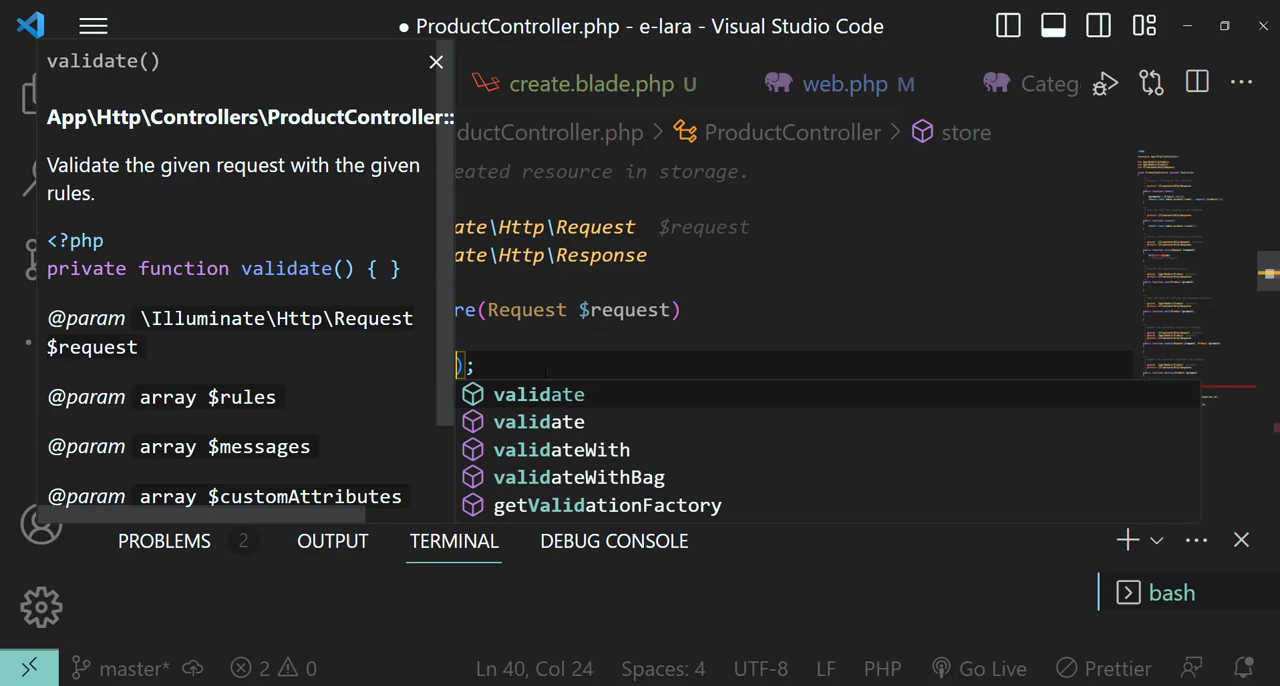 ● ProductController.php - e-lara - Visual Studio Code
validate()
App\Http\Controllers\ProductController::
Validate the given request with the given
rules.
<?php
private function validate() { }
@param \Illuminate\Http\Request
$request
@param array $rules
@param array $messages
@param array $customAttributes
create.blade.php U
web.php M
Categ
ductController.php > ProductController > store
eated resource in storage.
ate\Http\Request $request
ate\Http\Response
re(Request $request)
);
validate
validate
validateWith
validateWithBag
getValidationFactory
PROBLEMS 2 OUTPUT TERMINAL DEBUG CONSOLE
bash
master* 2 0 Ln 40, Col 24 Spaces: 4 UTF-8 LF PHP Go Live Prettier